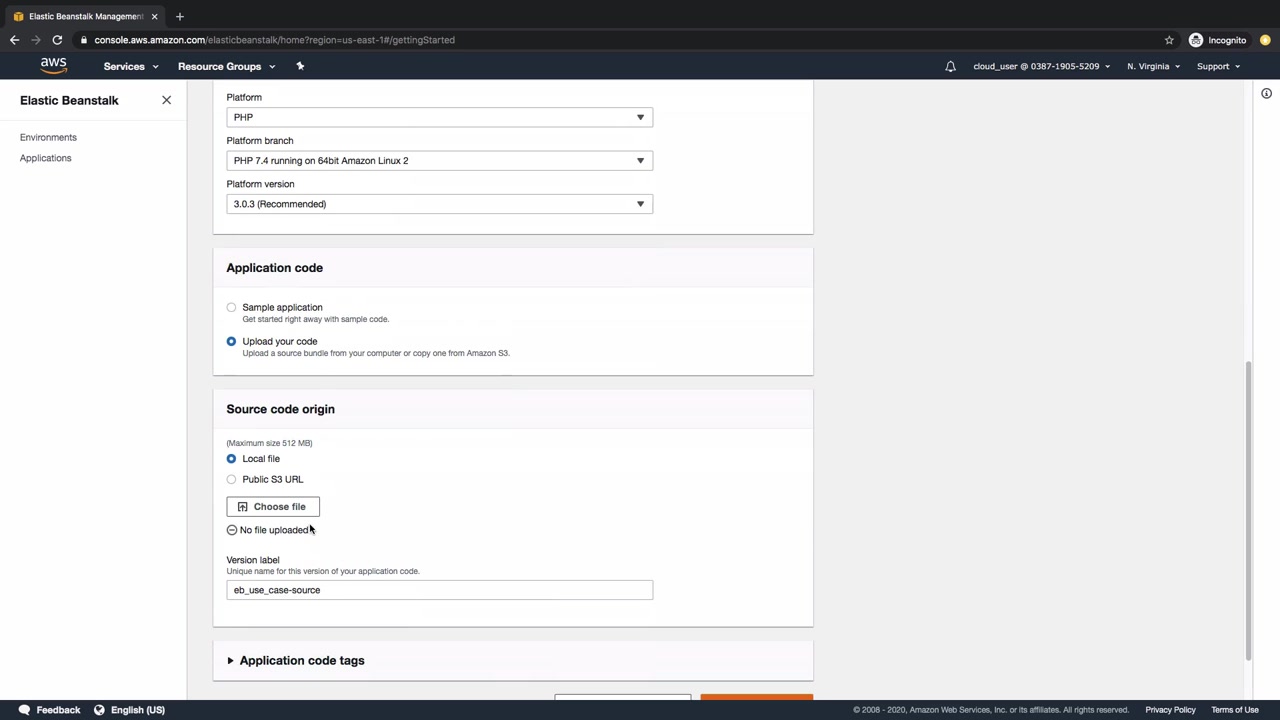 Elastic Beanstalk Management
console.aws.amazon.com/elasticbeanstalk/home?region=us-east-1#/gettingStarted
Incognito
aws
Services
Resource Groups
cloud_user @ 0387-1905-5209
N. Virginia
Support
Elastic Beanstalk
Environments
Applications
Platform
PHP
Platform branch
PHP 7.4 running on 64bit Amazon Linux 2
Platform version
3.0.3 (Recommended)
Application code
Sample application
Get started right away with sample code.
Upload your code
Upload a source bundle from your computer or copy one from Amazon S3.
Source code origin
(Maximum size 512 MB)
Local file
Public S3 URL
Choose file
No file uploaded
Version label
Unique name for this version of your application code.
eb_use_case-source
Application code tags
Feedback
English (US)
© 2008 - 2020, Amazon Web Services, Inc. or its affiliates. All rights reserved.
Privacy Policy
Terms of Use